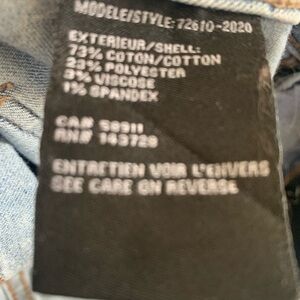 MODELE/STYLE: 72610-2020
EXTERIEUR/SHELL:
73% COTON/COTTON
23% POLYESTER
3% VISCOSE
1% SPANDEX
CA# 59911
RN# 143729
ENTRETIEN VOIR L'ENVERS
SEE CARE ON REVERSE